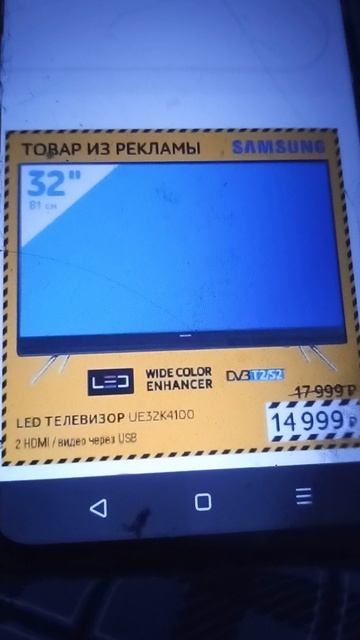 ТОВАР ИЗ РЕКЛАМЫ SAMSUNG
32"
81 см
LED WIDE COLOR ENHANCER DVB T2/S2
17 999 ₽
LED ТЕЛЕВИЗОР UE32K4100
14 999 ₽
2 HDMI / видео через USB